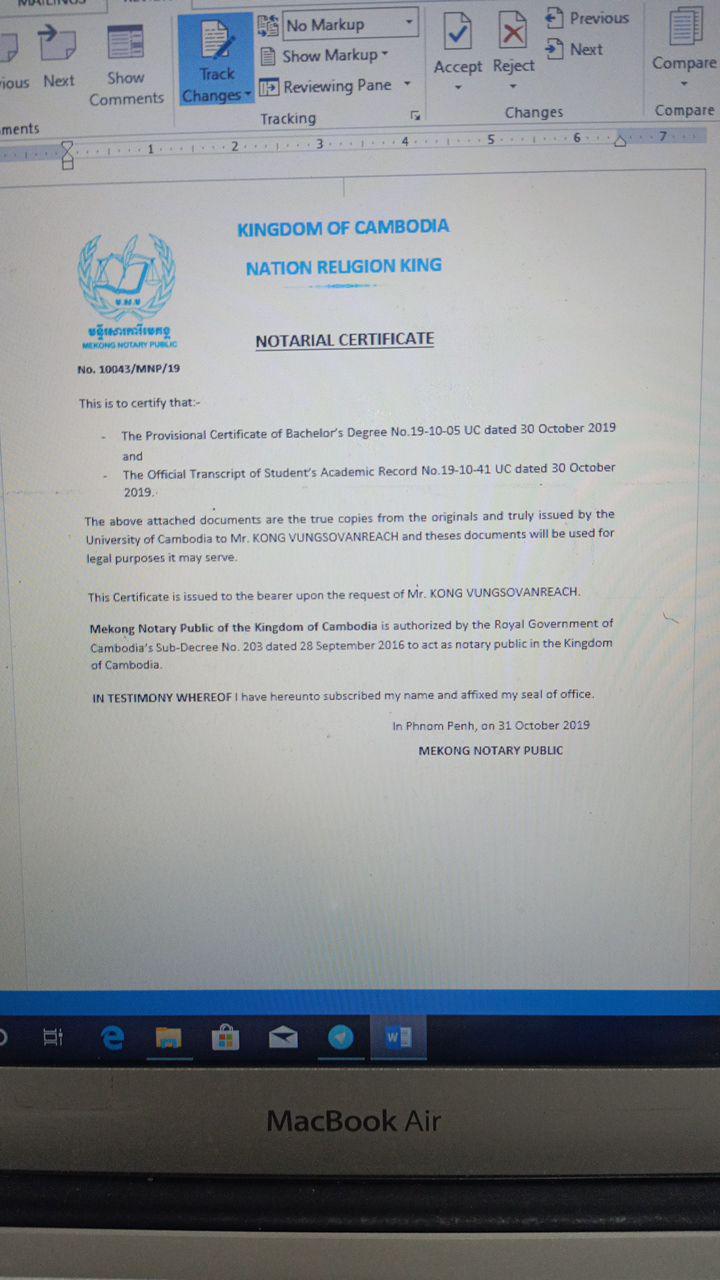 Next
Show
Comments
Track
Changes
No Markup
Show Markup
Reviewing Pane
Tracking
Accept
Reject
Previous
Next
Changes
Compare
Compare
1 2 3 4 5 6 7
KINGDOM OF CAMBODIA
NATION RELIGION KING
MEKONG NOTARY PUBLIC
NOTARIAL CERTIFICATE
No. 10043/MNP/19
This is to certify that:-
- The Provisional Certificate of Bachelor's Degree No.19-10-05 UC dated 30 October 2019
and
- The Official Transcript of Student's Academic Record No.19-10-41 UC dated 30 October
2019.
The above attached documents are the true copies from the originals and truly issued by the
University of Cambodia to Mr. KONG VUNGSOVANREACH and theses documents will be used for
legal purposes it may serve.
This Certificate is issued to the bearer upon the request of Mr. KONG VUNGSOVANREACH.
Mekong Notary Public of the Kingdom of Cambodia is authorized by the Royal Government of
Cambodia's Sub-Decree No. 203 dated 28 September 2016 to act as notary public in the Kingdom
of Cambodia.
IN TESTIMONY WHEREOF I have hereunto subscribed my name and affixed my seal of office.
In Phnom Penh, on 31 October 2019
MEKONG NOTARY PUBLIC
MacBook Air